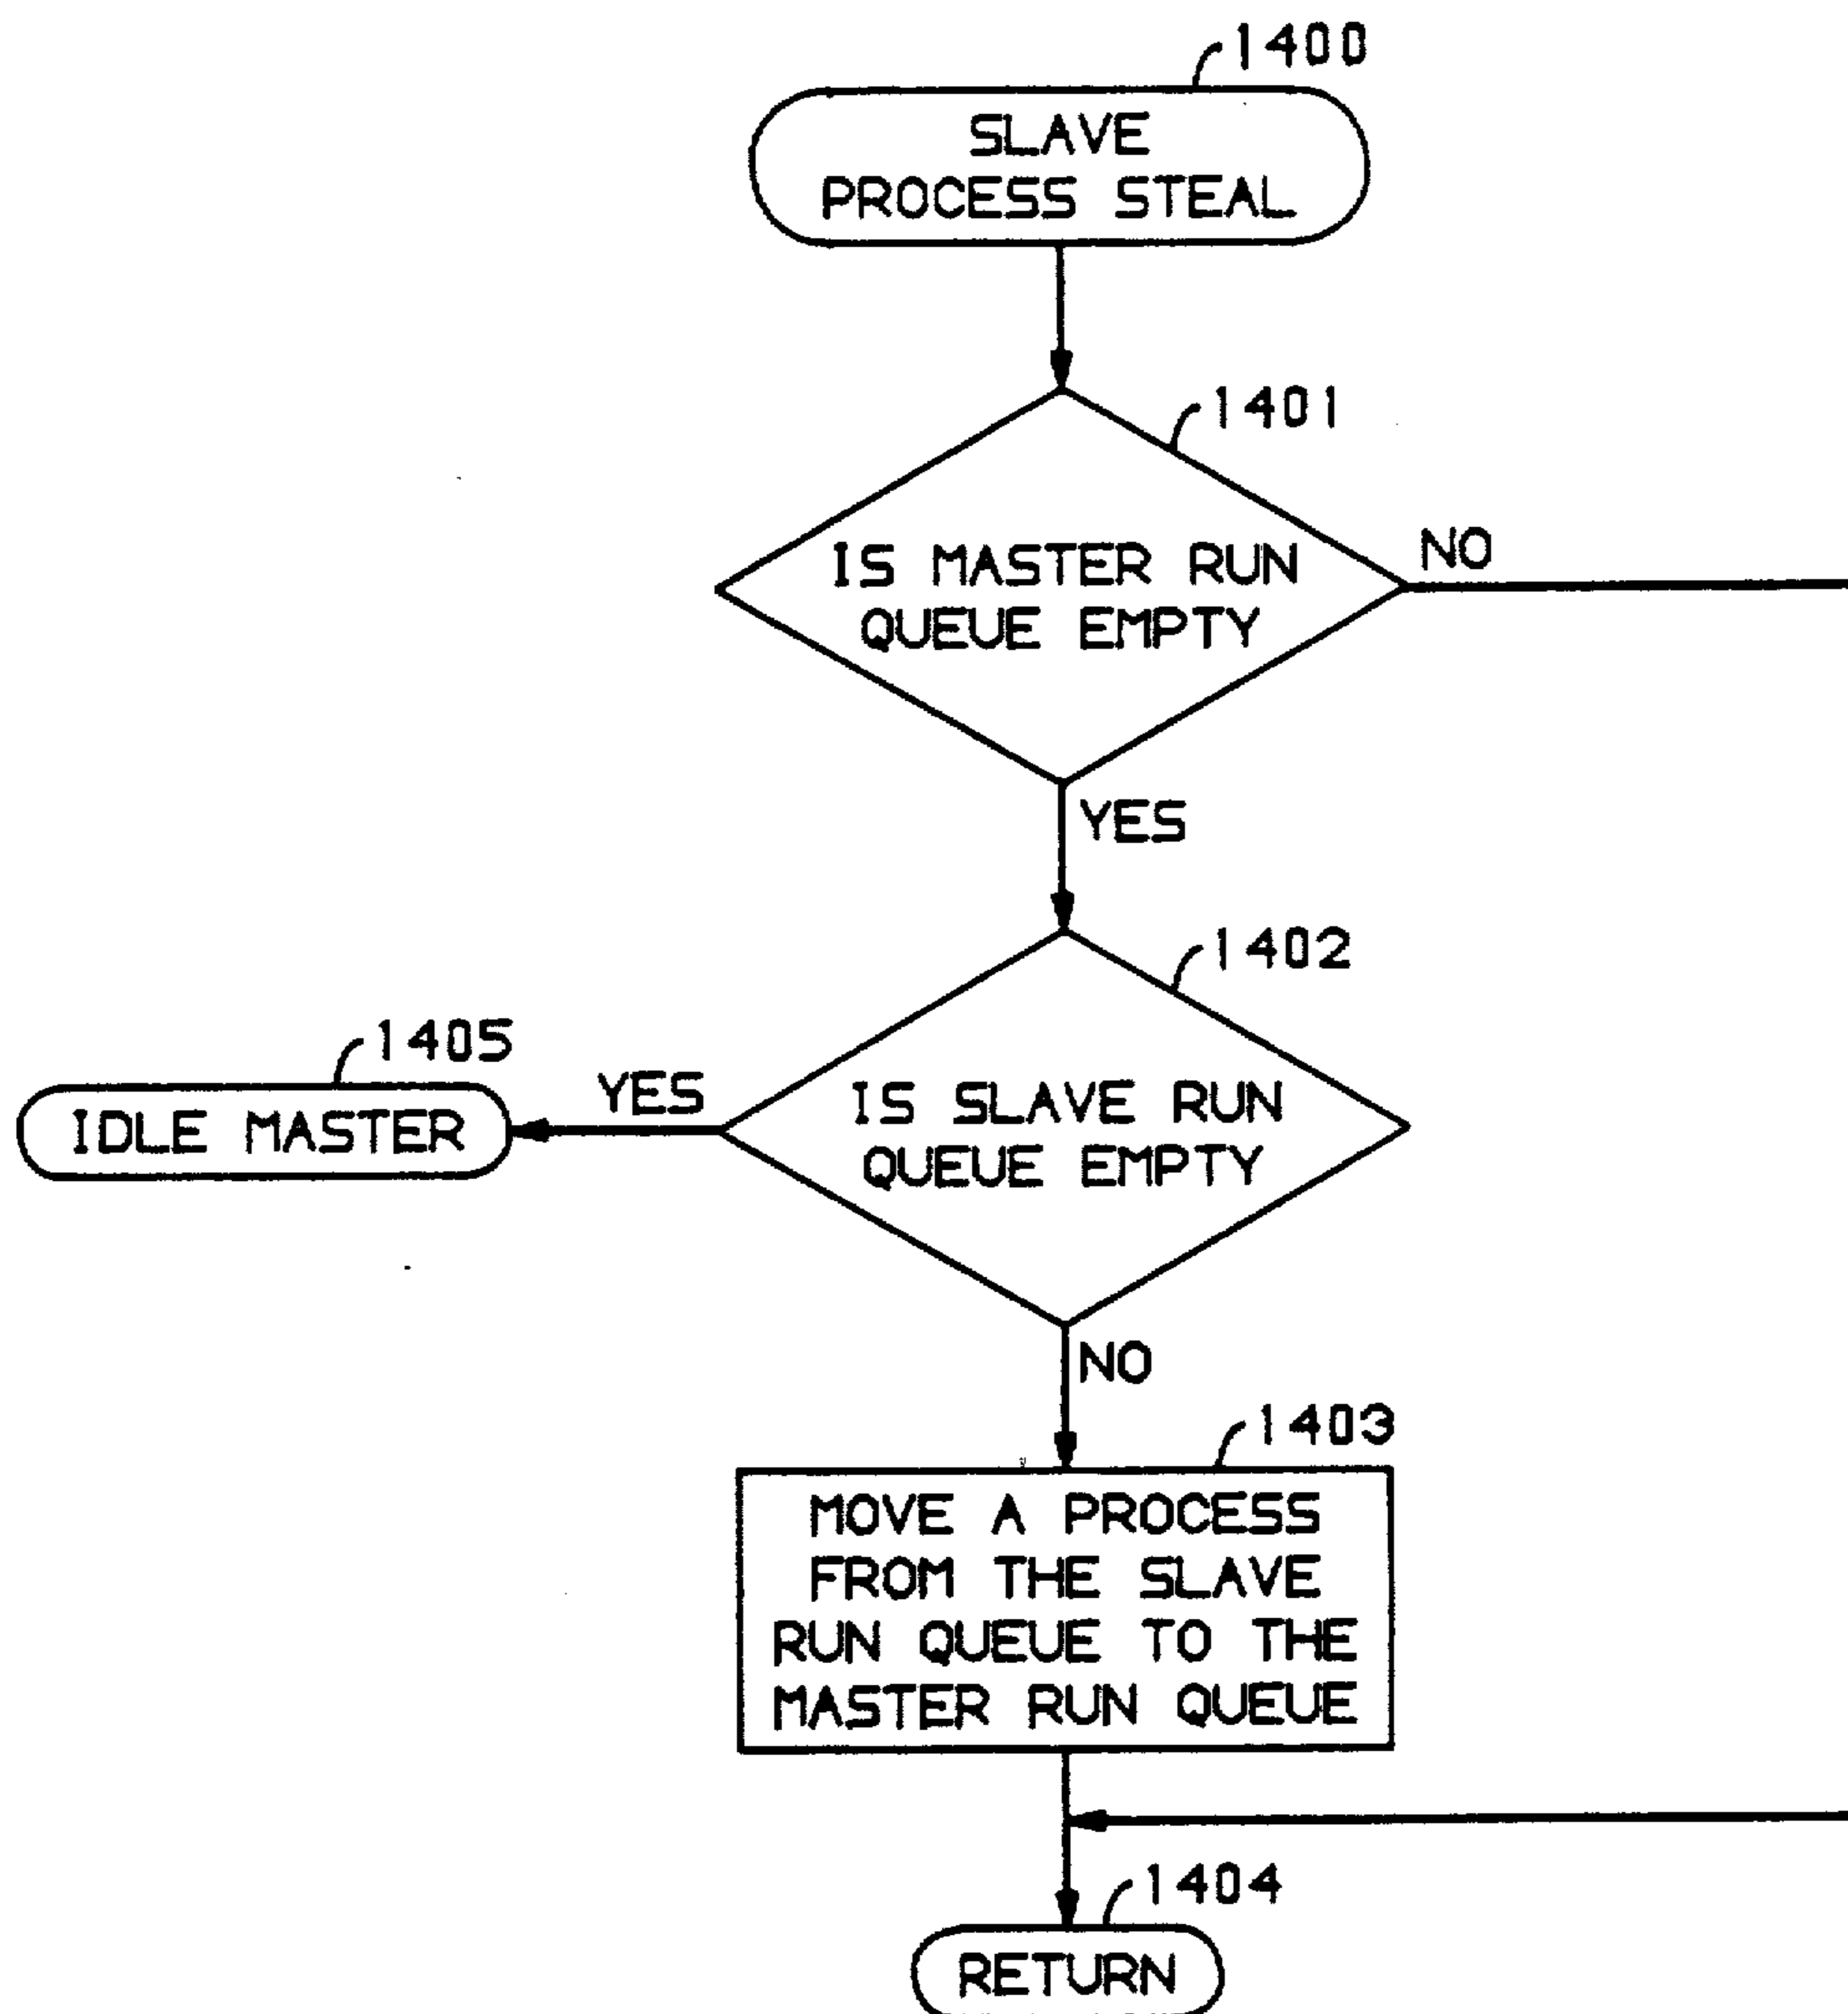 1400
SLAVE
PROCESS STEAL
1401
IS MASTER RUN
QUEUE EMPTY
NO
YES
1402
1405
IDLE MASTER
YES
IS SLAVE RUN
QUEUE EMPTY
NO
1403
MOVE A PROCESS
FROM THE SLAVE
RUN QUEUE TO THE
MASTER RUN QUEUE
1404
RETURN